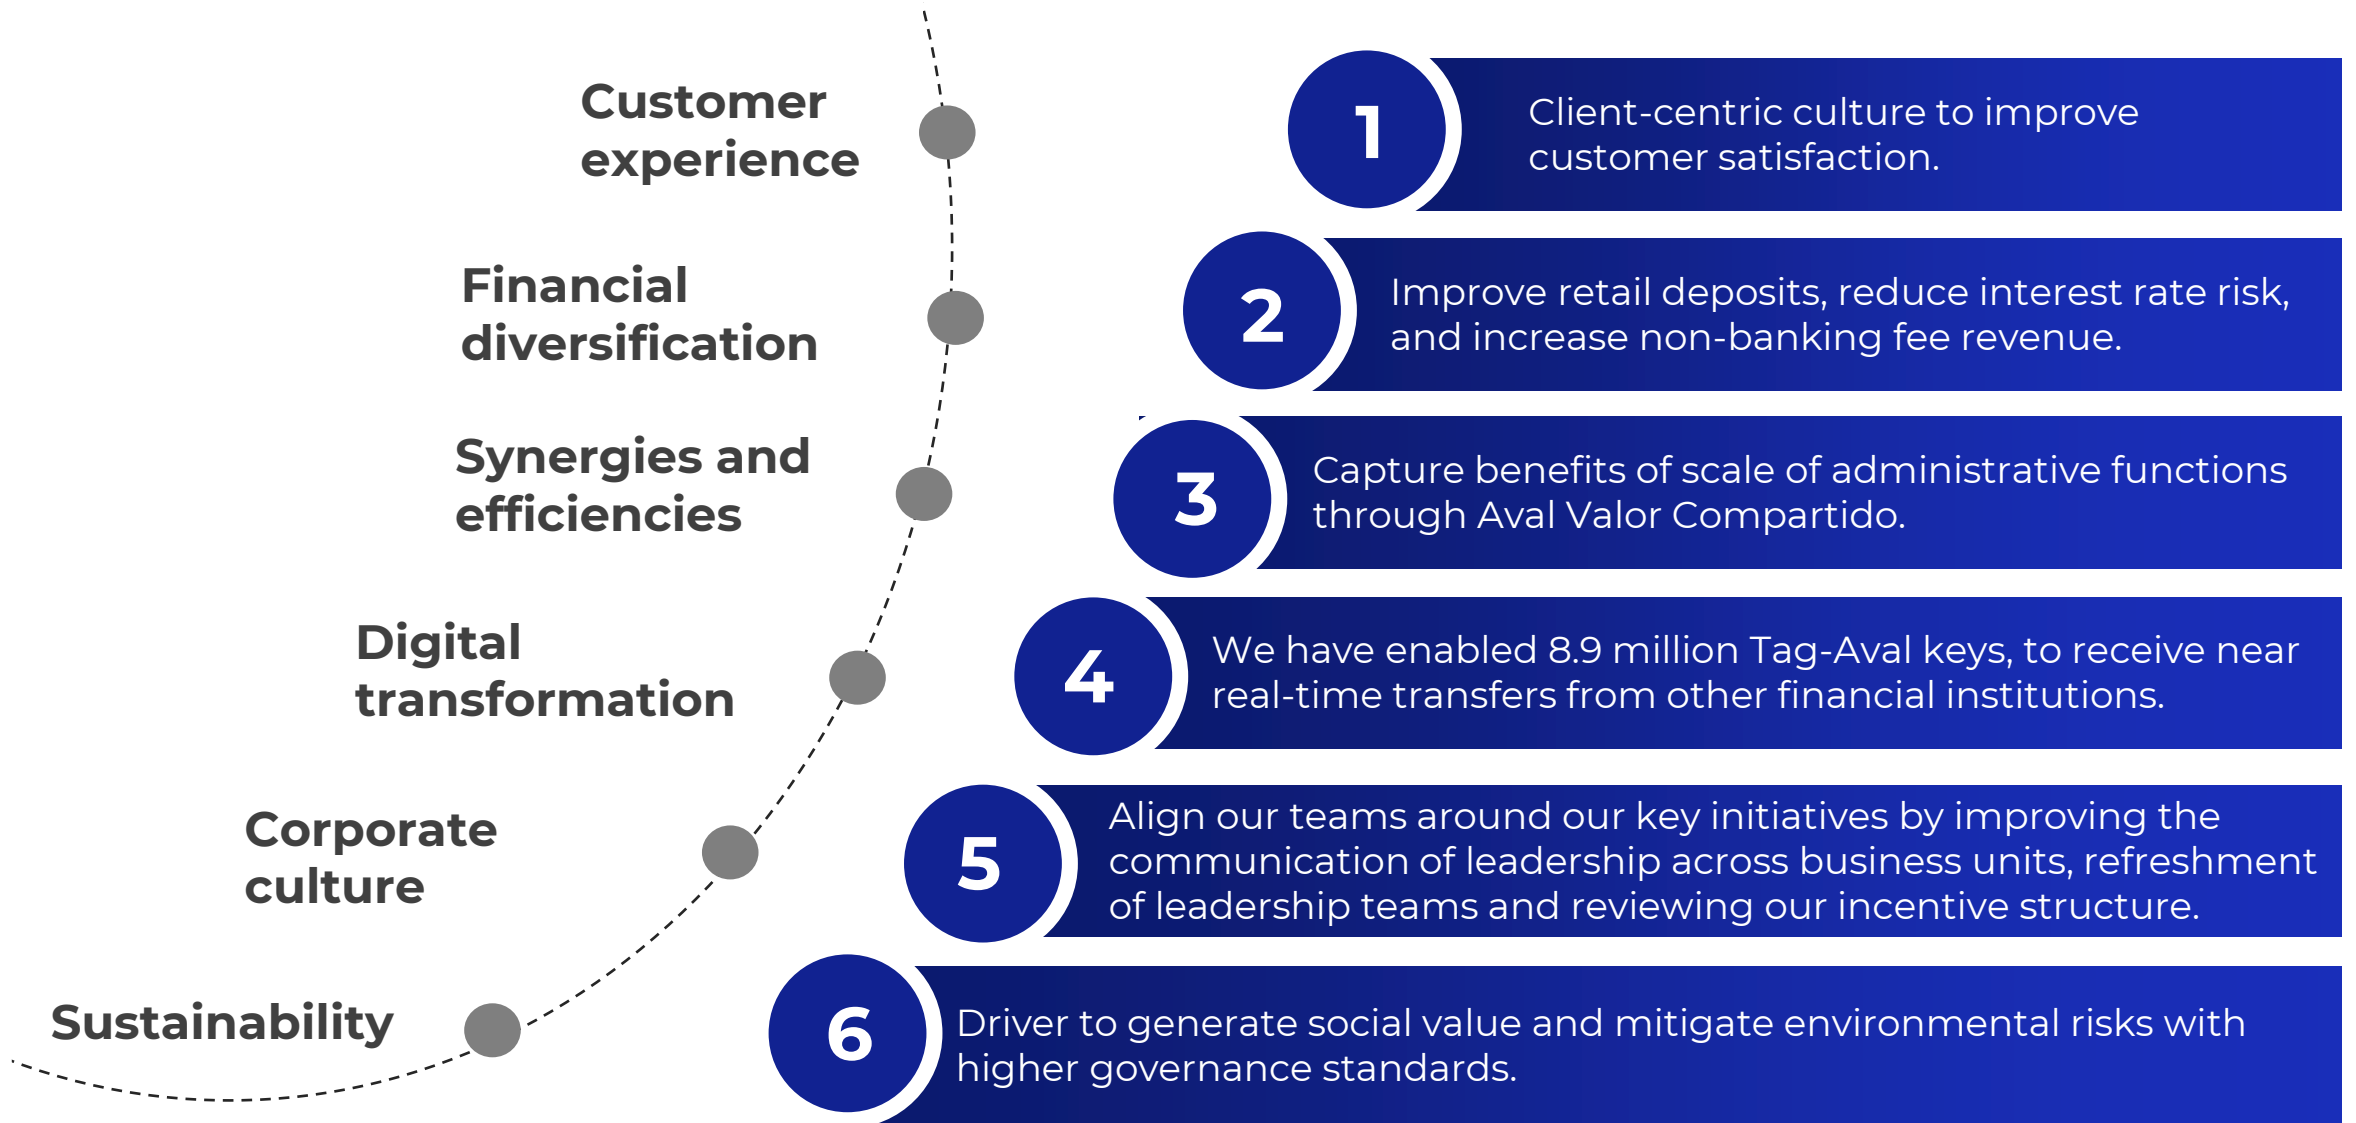 Customer
experience
1
Client-centric culture to improve
customer satisfaction.
Financial
diversification
2
Improve retail deposits, reduce interest rate risk,
and increase non-banking fee revenue.
Synergies and
efficiencies
3
Capture benefits of scale of administrative functions
through Aval Valor Compartido.
Digital
transformation
4
We have enabled 8.9 million Tag-Aval keys, to receive near
real-time transfers from other financial institutions.
Corporate
culture
5
Align our teams around our key initiatives by improving the
communication of leadership across business units, refreshment
of leadership teams and reviewing our incentive structure.
Sustainability
6
Driver to generate social value and mitigate environmental risks with
higher governance standards.